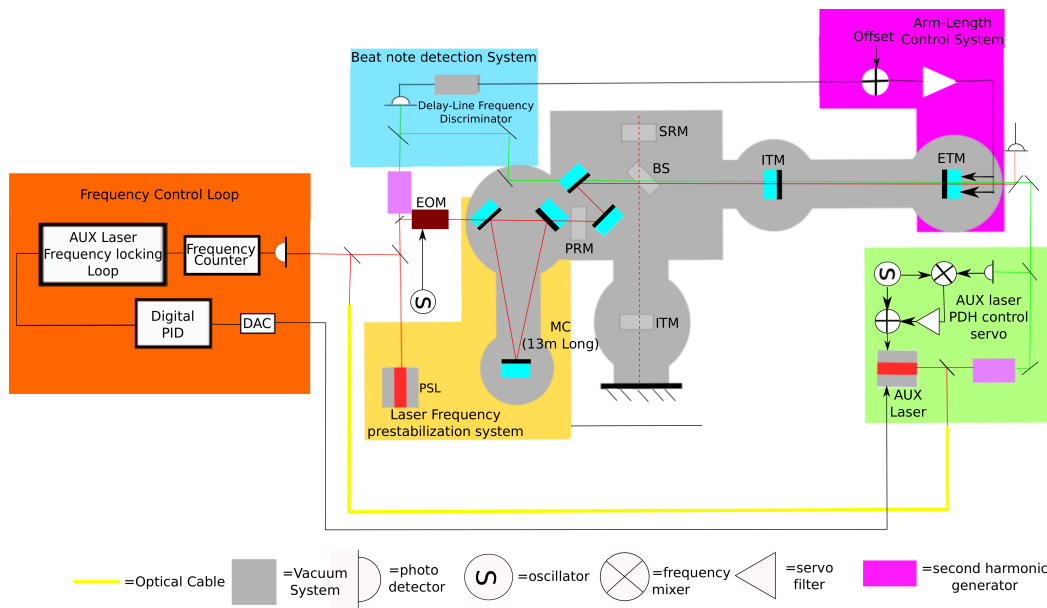 Arm-Length
Control System
Offset
Beat note detection System
Delay-Line Frequency
Discriminator
SRM
BS
ITM
ETM
Frequency Control Loop
EOM
AUX Laser
Frequency locking
Loop
Frequency
Counter
PRM
S
S
AUX laser
PDH control
servo
Digital
PID
DAC
MC
(13m Long)
ITM
PSL
AUX
Laser
Laser Frequency
prestabilization system
=Optical Cable
=Vacuum
System
=photo
detector
S
=oscillator
=frequency
mixer
=servo
filter
=second harmonic
generator